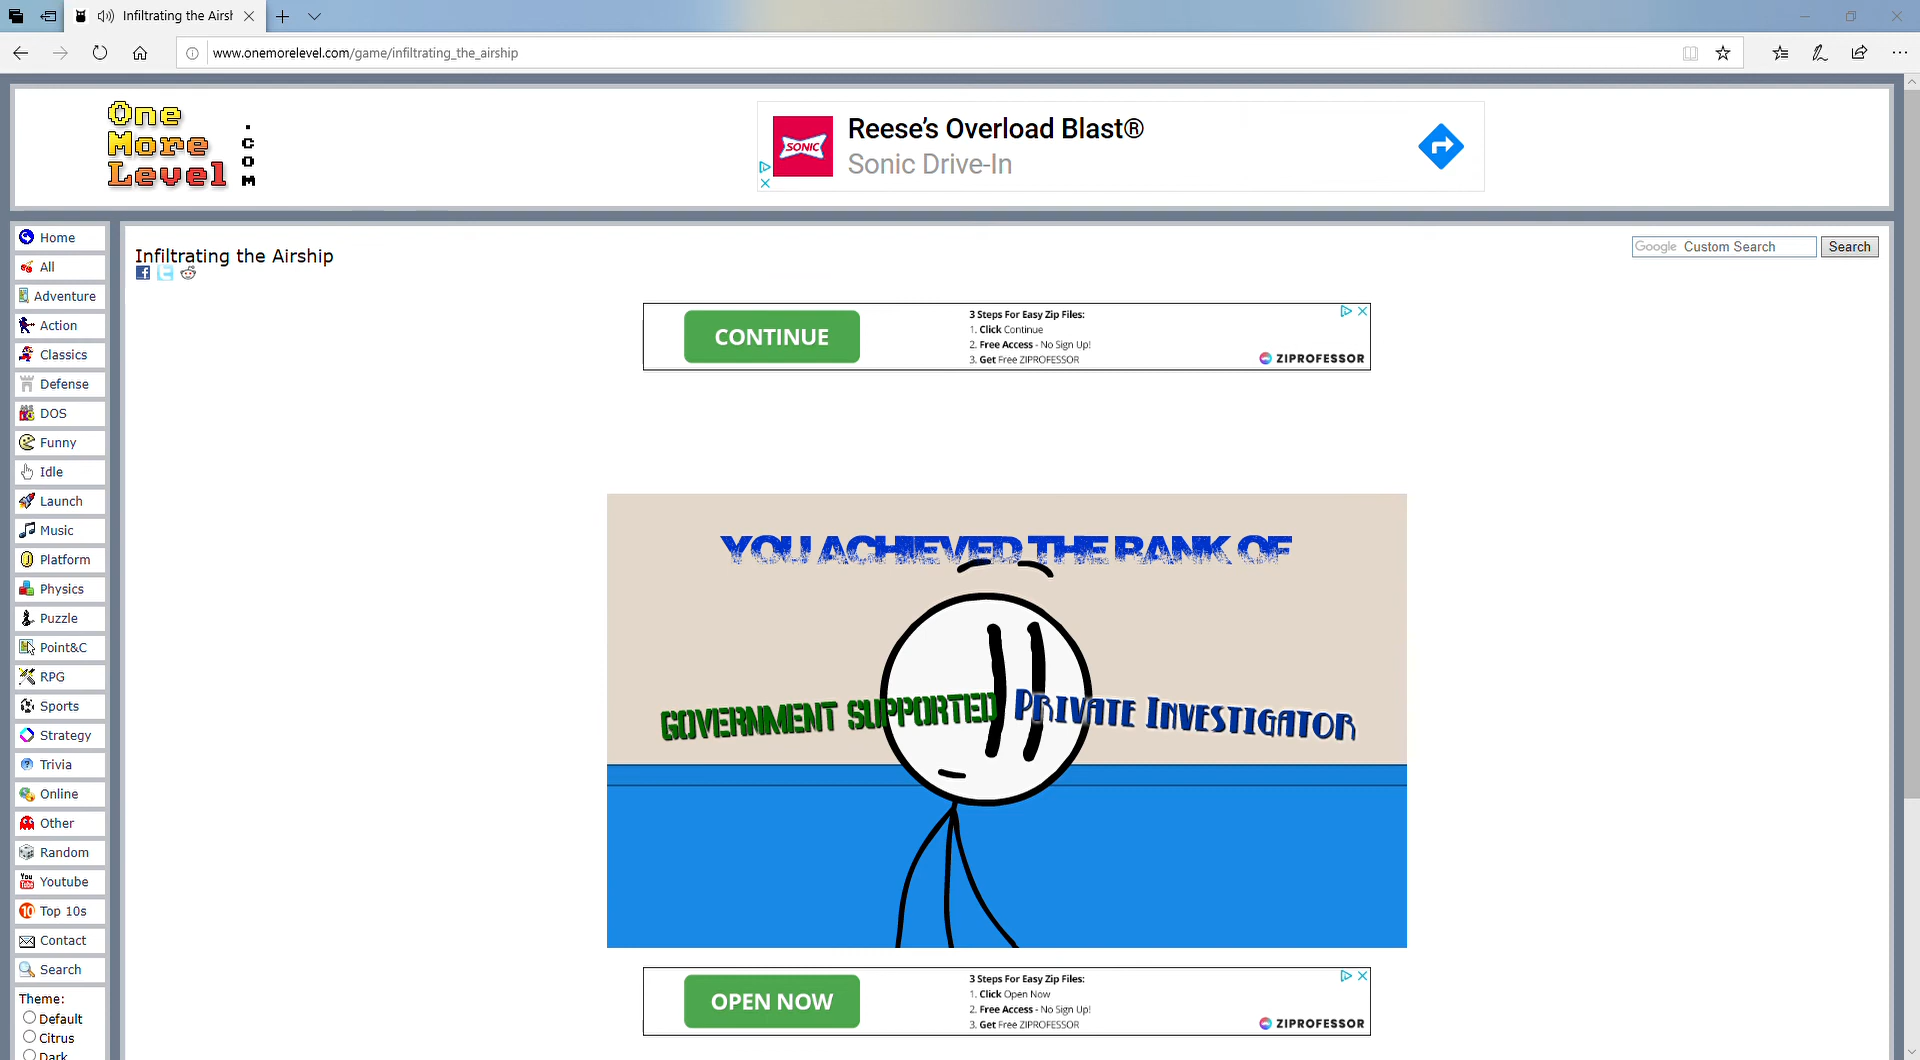 Infiltrating the Airsh
www.onemorelevel.com/game/infiltrating_the_airship
One
More
Level
.com
Reese's Overload Blast®
SONIC
Sonic Drive-In
Home
All
Adventure
Action
Classics
Defense
DOS
Funny
Idle
Launch
Music
Platform
Physics
Puzzle
Point&C
RPG
Sports
Strategy
Trivia
Online
Other
Random
Youtube
Top 10s
Contact
Search
Theme:
Default
Citrus
Dark
Infiltrating the Airship
Google Custom Search
Search
CONTINUE
3 Steps For Easy Zip Files:
1. Click Continue
2. Free Access - No Sign Up!
3. Get Free ZIPROFESSOR
ZIPROFESSOR
YOU ACHIEVED THE RANK OF
GOVERNMENT SUPPORTED PRIVATE INVESTIGATOR
OPEN NOW
3 Steps For Easy Zip Files:
1. Click Open Now
2. Free Access - No Sign Up!
3. Get Free ZIPROFESSOR
ZIPROFESSOR